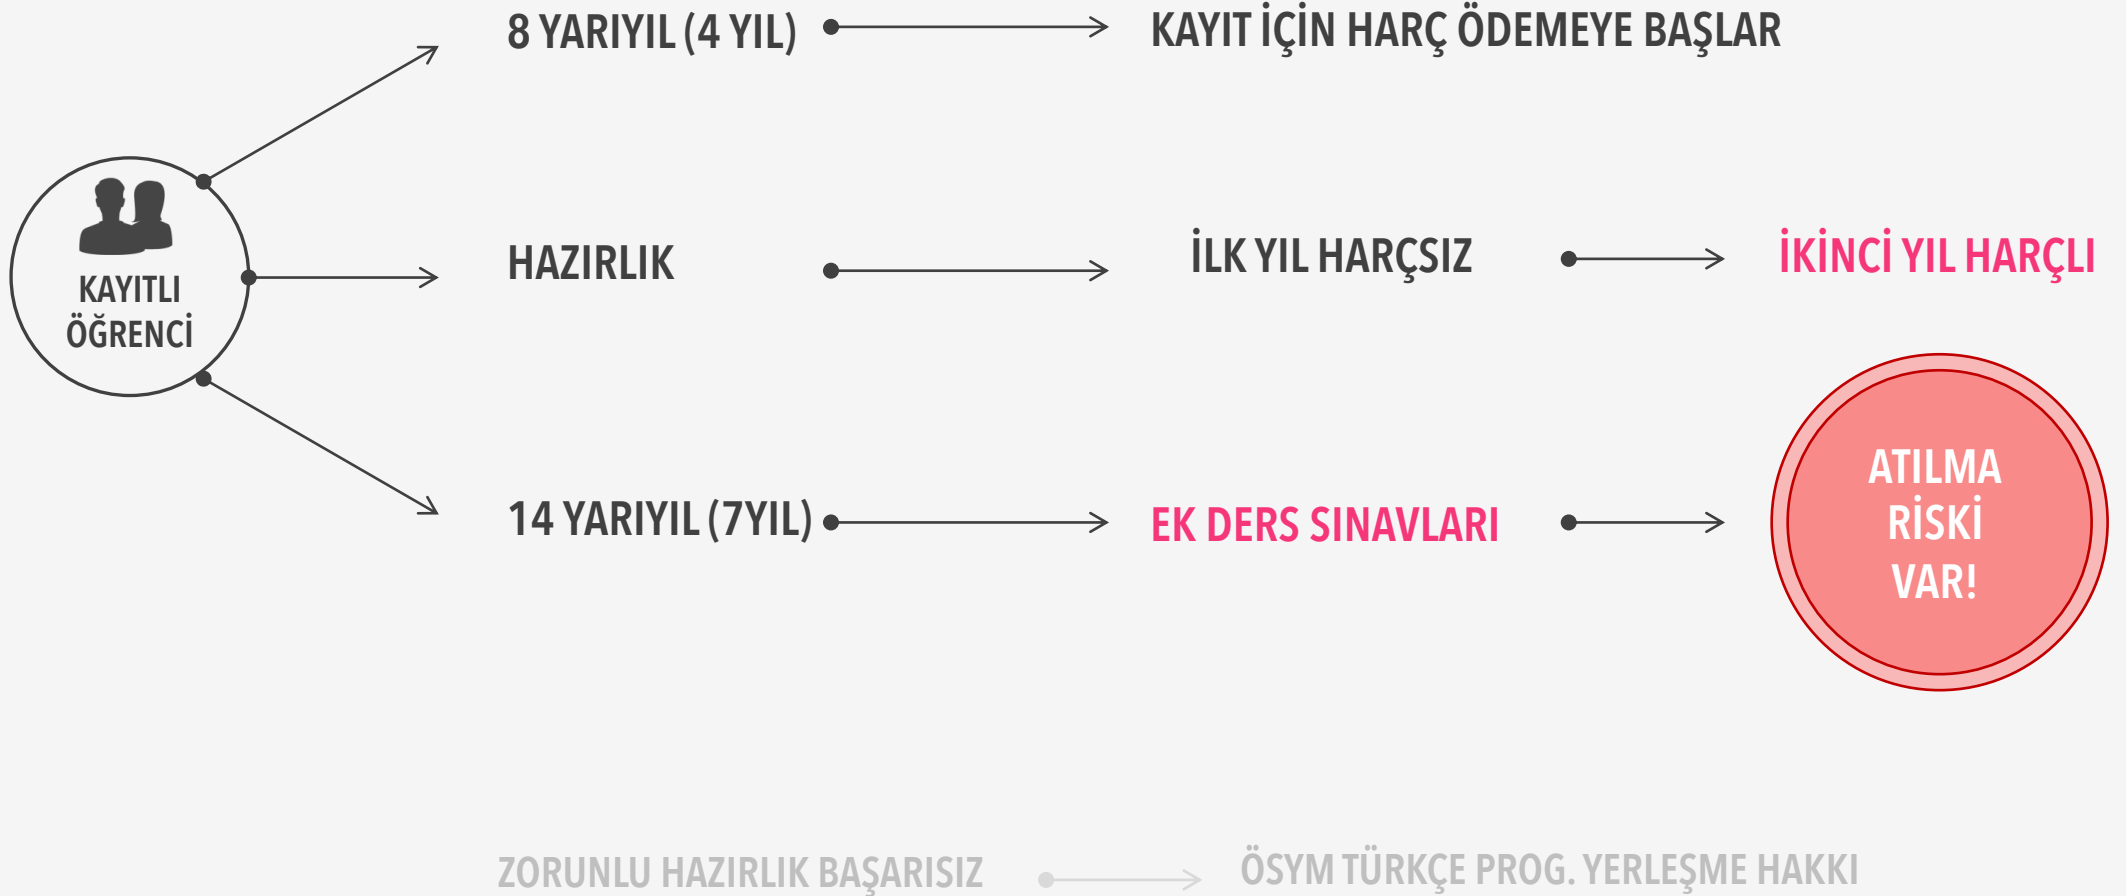 8 YARIYIL (4 YIL)
KAYIT İÇİN HARÇ ÖDEMEYE BAŞLAR
KAYITLI
ÖĞRENCİ
HAZIRLIK
İLK YIL HARÇSIZ
İKİNCİ YIL HARÇLI
14 YARIYIL (7YIL)
EK DERS SINAVLARI
ATILMA
RİSKİ
VAR!
ZORUNLU HAZIRLIK BAŞARISIZ
ÖSYM TÜRKÇE PROG. YERLEŞME HAKKI